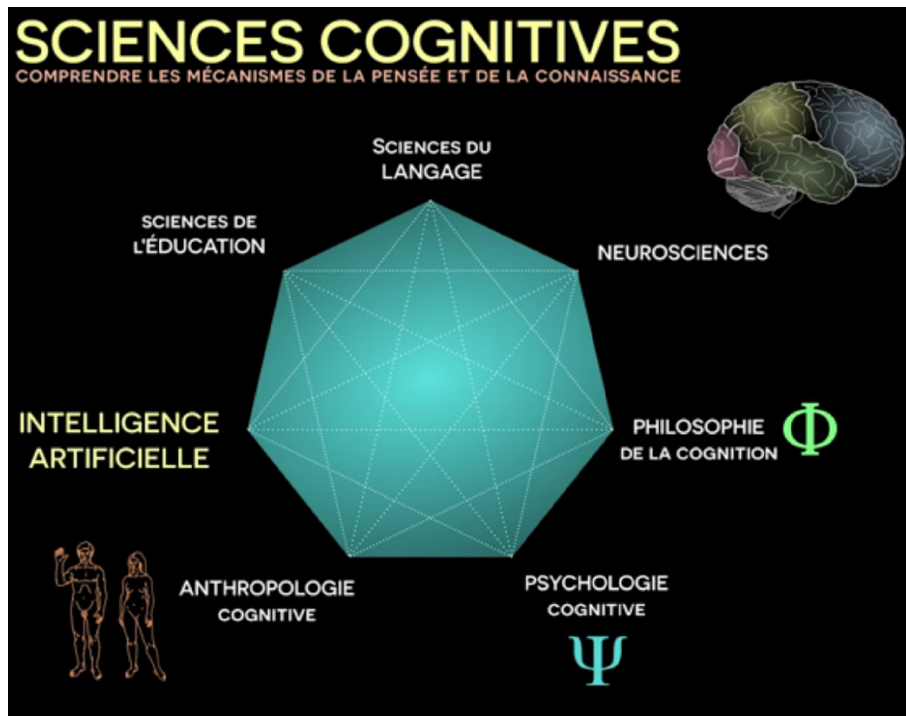 SCIENCES COGNITIVES
COMPRENDRE LES MÉCANISMES DE LA PENSÉE ET DE LA CONNAISSANCE
SCIENCES DU
LANGAGE
SCIENCES DE
L'ÉDUCATION
NEUROSCIENCES
INTELLIGENCE
ARTIFICIELLE
PHILOSOPHIE
DE LA COGNITION
Φ
ANTHROPOLOGIE
COGNITIVE
PSYCHOLOGIE
COGNITIVE
Ψ